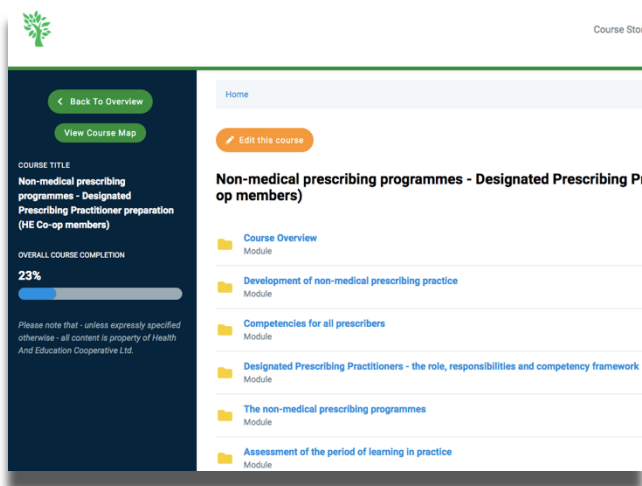 Course Sto
Back To Overview
View Course Map
COURSE TITLE
Non-medical prescribing
programmes - Designated
Prescribing Practitioner preparation
(HE Co-op members)
OVERALL COURSE COMPLETION
23%
Please note that - unless expressly specified
otherwise - all content is property of Health
And Education Cooperative Ltd.
Home
Edit this course
Non-medical prescribing programmes - Designated Prescribing P
op members)
Course Overview
Module
Development of non-medical prescribing practice
Module
Competencies for all prescribers
Module
Designated Prescribing Practitioners - the role, responsibilities and competency framework
Module
The non-medical prescribing programmes
Module
Assessment of the period of learning in practice
Module